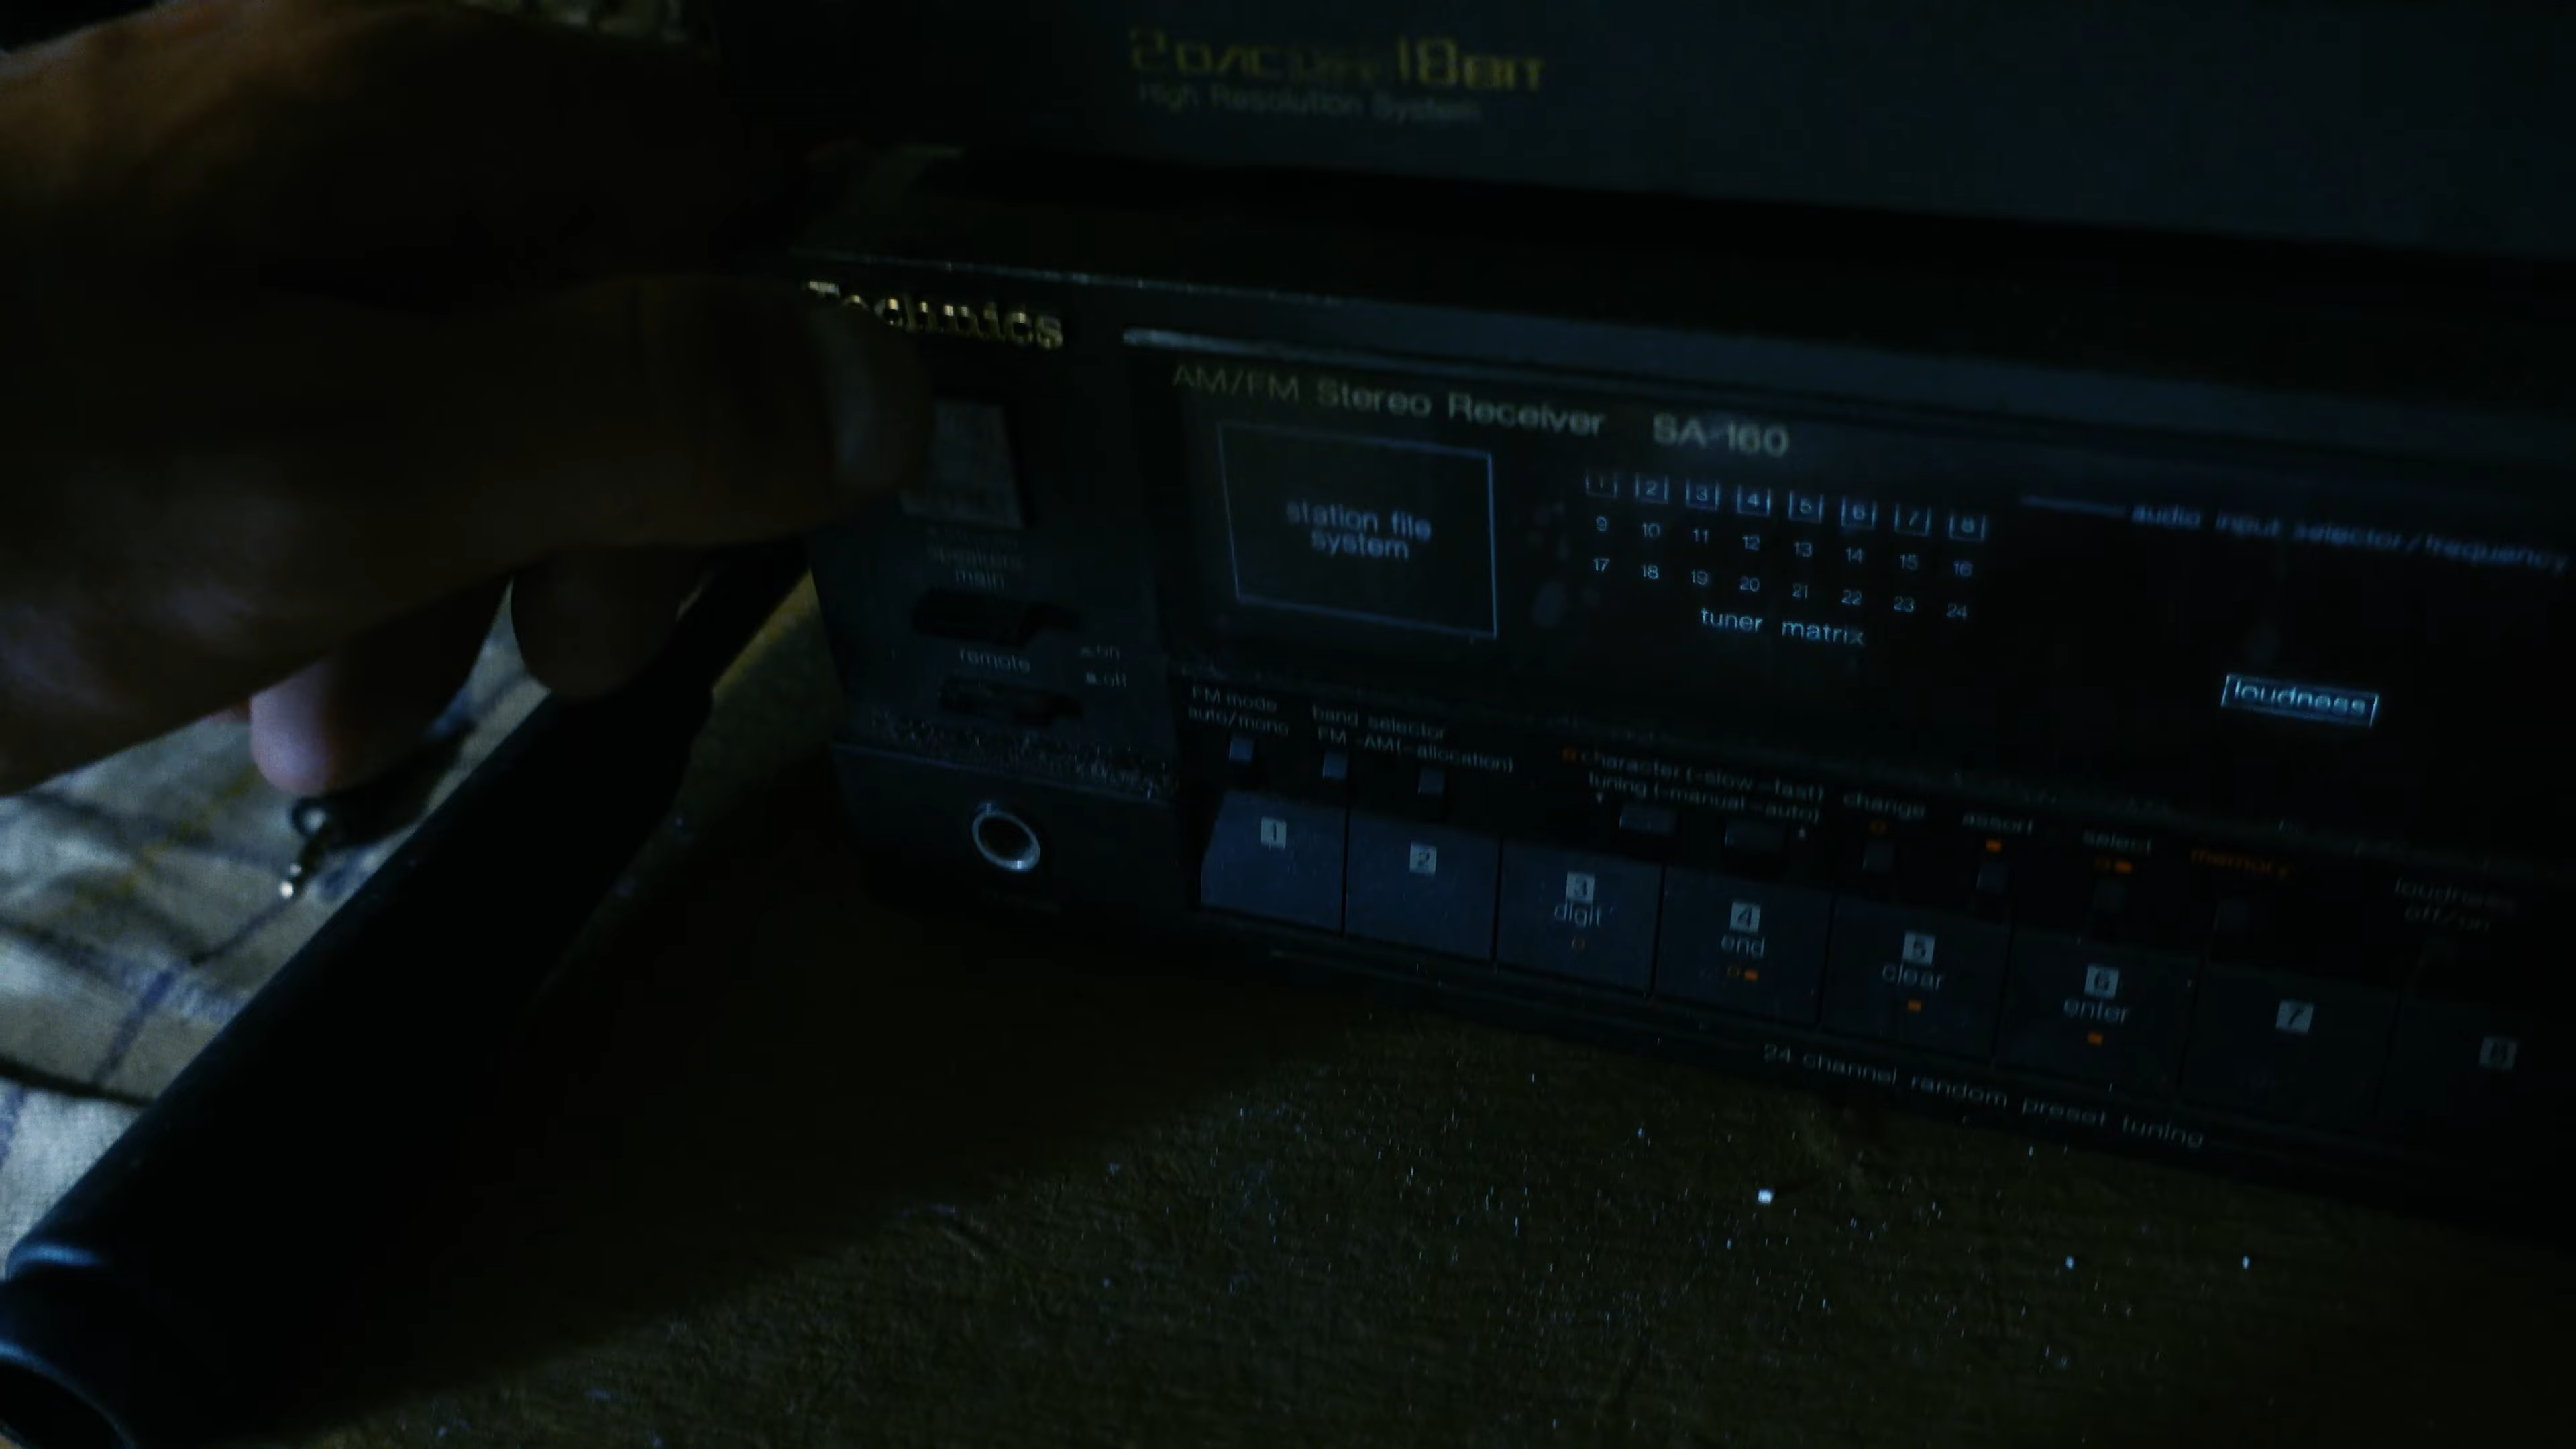 18BIT
High Resolution System
Technics
AM/FM Stereo Receiver SA-160
station file
system
1 2 3 4 5 6 7 8
9 10 11 12 13 14 15 16
17 18 19 20 21 22 23 24
tuner matrix
audio input selector/frequency
loudness
speakers
main
remote
on
off
FM mode
auto/mono
band selector
FM -AM(-allocation)
character (-slow-fast)
tuning (-manual-auto)
change
assort
select
memory
loudness
off/on
1
2
3
digit
4
end
5
clear
6
enter
7
8
24 channel random preset tuning